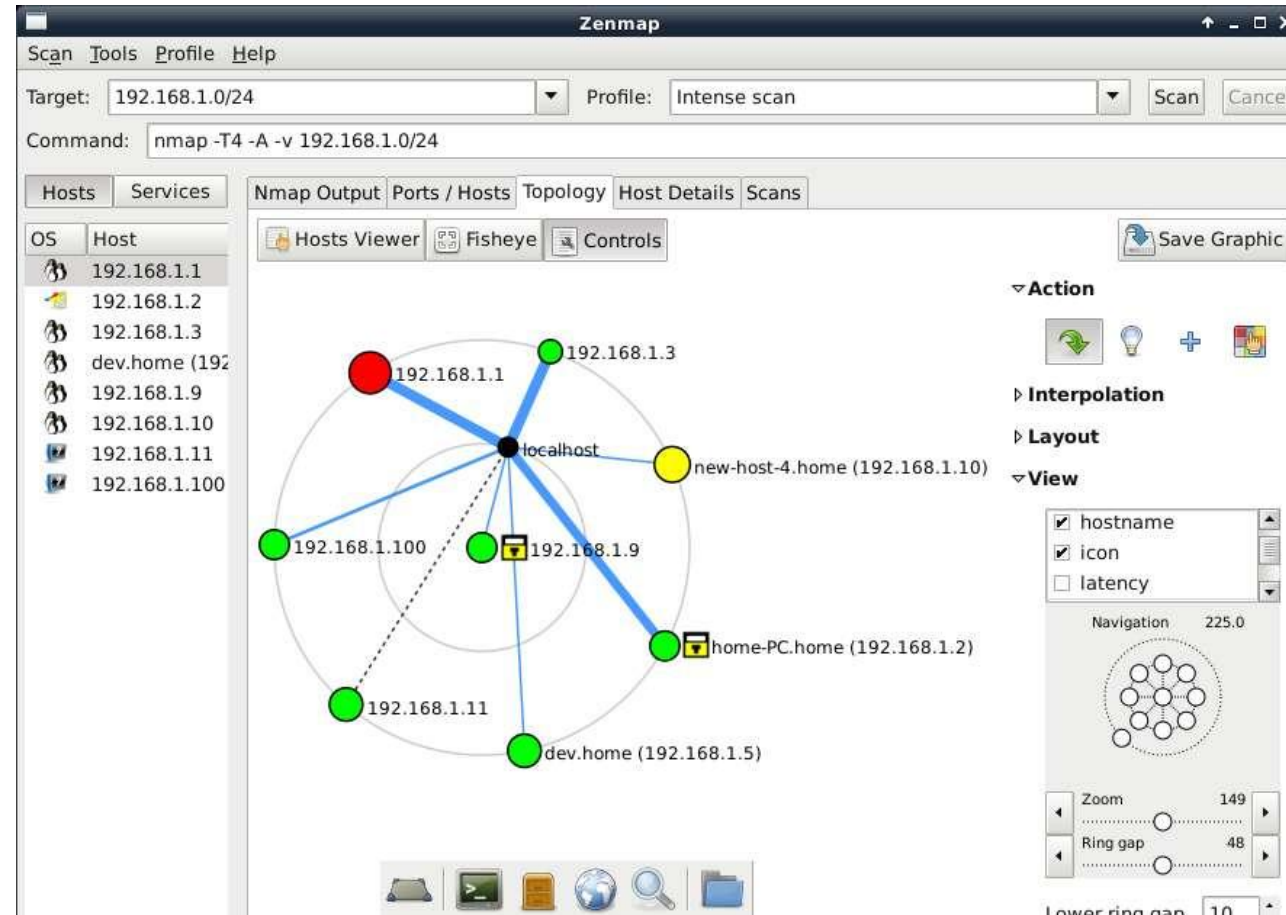 Zenmap
Scan Tools Profile Help
Target: 192.168.1.0/24 Profile: Intense scan Scan Cance
Command: nmap -T4 -A -v 192.168.1.0/24
Hosts Services
Nmap Output Ports / Hosts Topology Host Details Scans
OS Host
192.168.1.1
192.168.1.2
192.168.1.3
dev.home (192
192.168.1.9
192.168.1.10
192.168.1.11
192.168.1.100
Hosts Viewer Fisheye Controls
Save Graphic
192.168.1.3
192.168.1.1
localhost
new-host-4.home (192.168.1.10)
192.168.1.100
192.168.1.9
home-PC.home (192.168.1.2)
192.168.1.11
dev.home (192.168.1.5)
Action
Interpolation
Layout
View
hostname
icon
latency
Navigation 225.0
Zoom 149
Ring gap 48
Lower ring gap 10